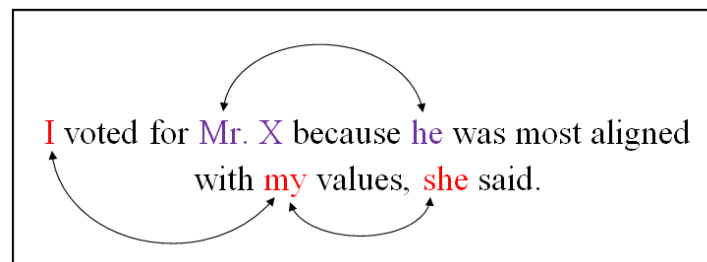 I voted for Mr. X because he was most aligned
with my values, she said.